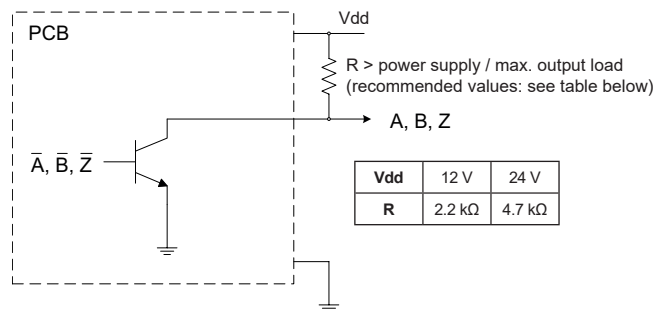 Vdd
PCB
R > power supply / max. output load
(recommended values: see table below)
A, B, Z
A̅, B̅, Z̅
Vdd 12 V 24 V
R 2.2 kΩ 4.7 kΩ